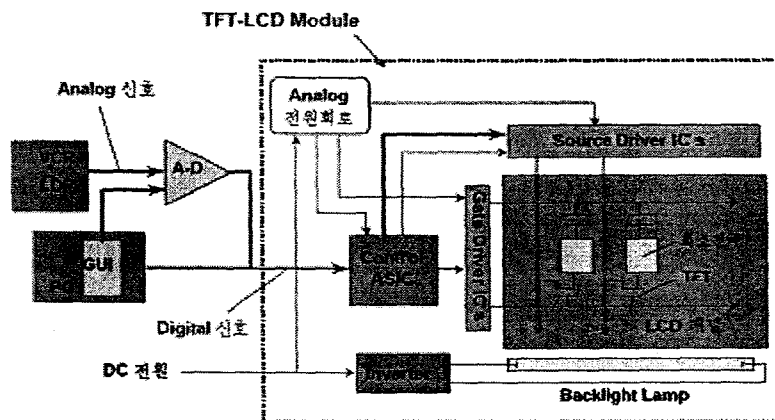 TFT-LCD Module
Analog 신호
Analog
전원회로
A-D
Source Driver IC's
GUI
Control
ASIC
Gate Driver IC's
TFT
LCD 패널
Digital 신호
DC 전원
Inverter
Backlight Lamp